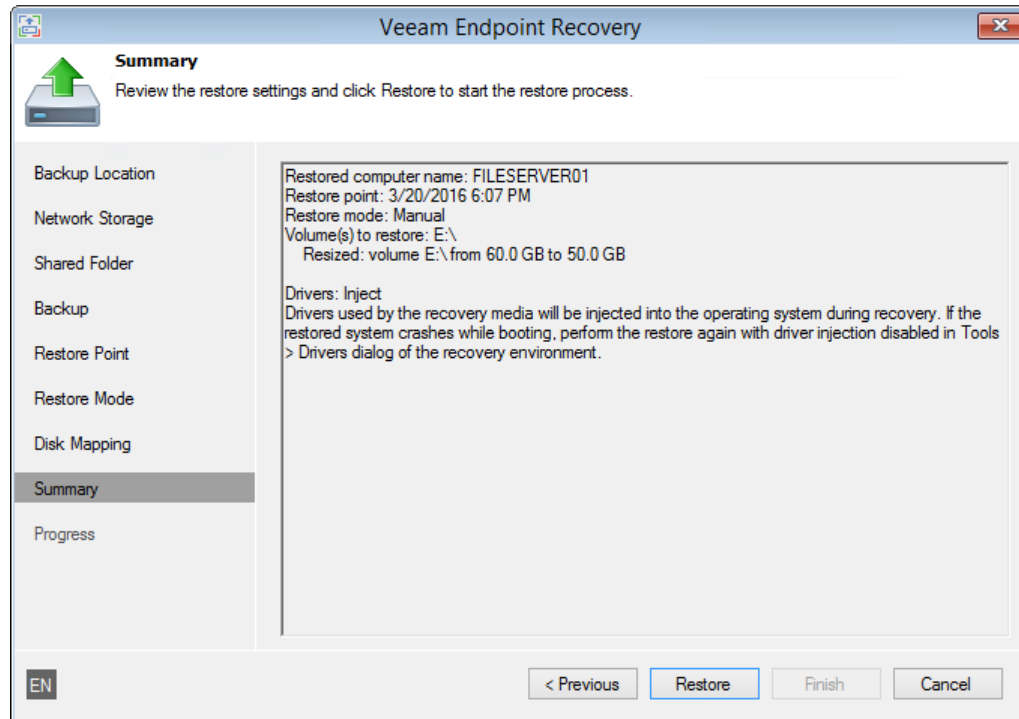 Veeam Endpoint Recovery
Summary
Review the restore settings and click Restore to start the restore process.
Backup Location
Network Storage
Shared Folder
Backup
Restore Point
Restore Mode
Disk Mapping
Summary
Progress
Restored computer name: FILESERVER01
Restore point: 3/20/2016 6:07 PM
Restore mode: Manual
Volume(s) to restore: E:\
Resized: volume E:\ from 60.0 GB to 50.0 GB
Drivers: Inject
Drivers used by the recovery media will be injected into the operating system during recovery. If the
restored system crashes while booting, perform the restore again with driver injection disabled in Tools
> Drivers dialog of the recovery environment.
EN
< Previous
Restore
Finish
Cancel